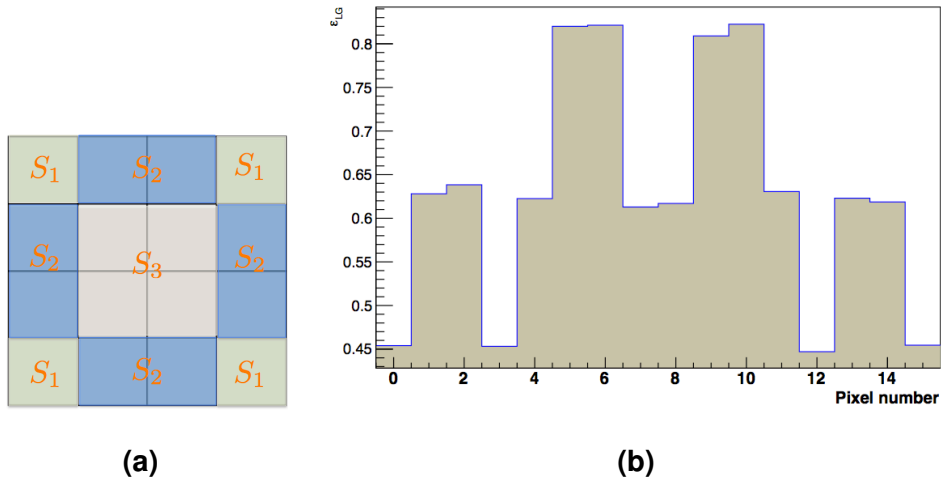 S₁ S₂ S₁
S₂ S₃ S₂
S₁ S₂ S₁
(a)
ε_LG
0.8
0.75
0.7
0.65
0.6
0.55
0.5
0.45
0 2 4 6 8 10 12 14
Pixel number
(b)